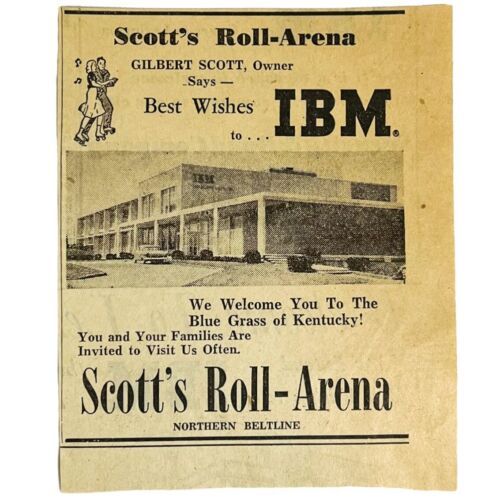 Scott's Roll-Arena
GILBERT SCOTT, Owner
Says —
Best Wishes
to . . . IBM®
IBM
We Welcome You To The
Blue Grass of Kentucky!
You and Your Families Are
Invited to Visit Us Often.
Scott's Roll-Arena
NORTHERN BELTLINE